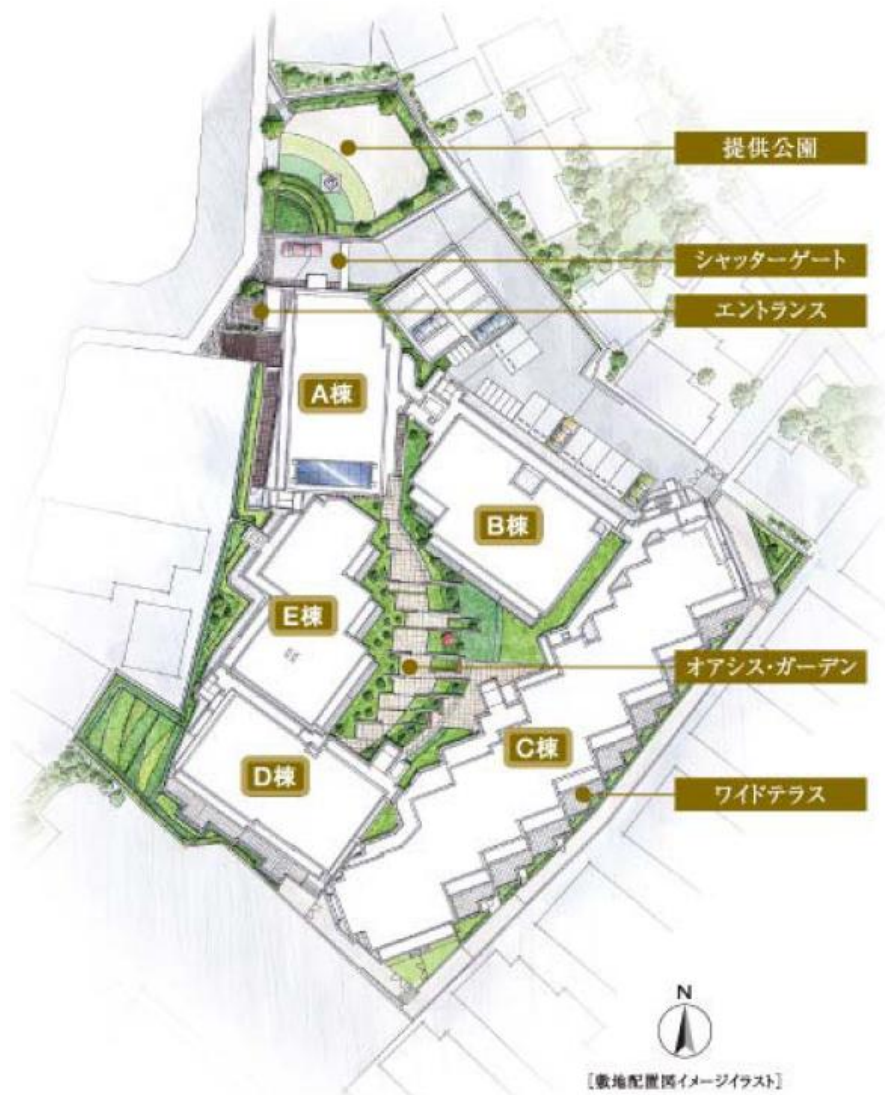 提供公園
シャッターゲート
エントランス
A棟
B棟
E棟
オアシス・ガーデン
C棟
D棟
ワイドテラス
N
[敷地配置図イメージイラスト]